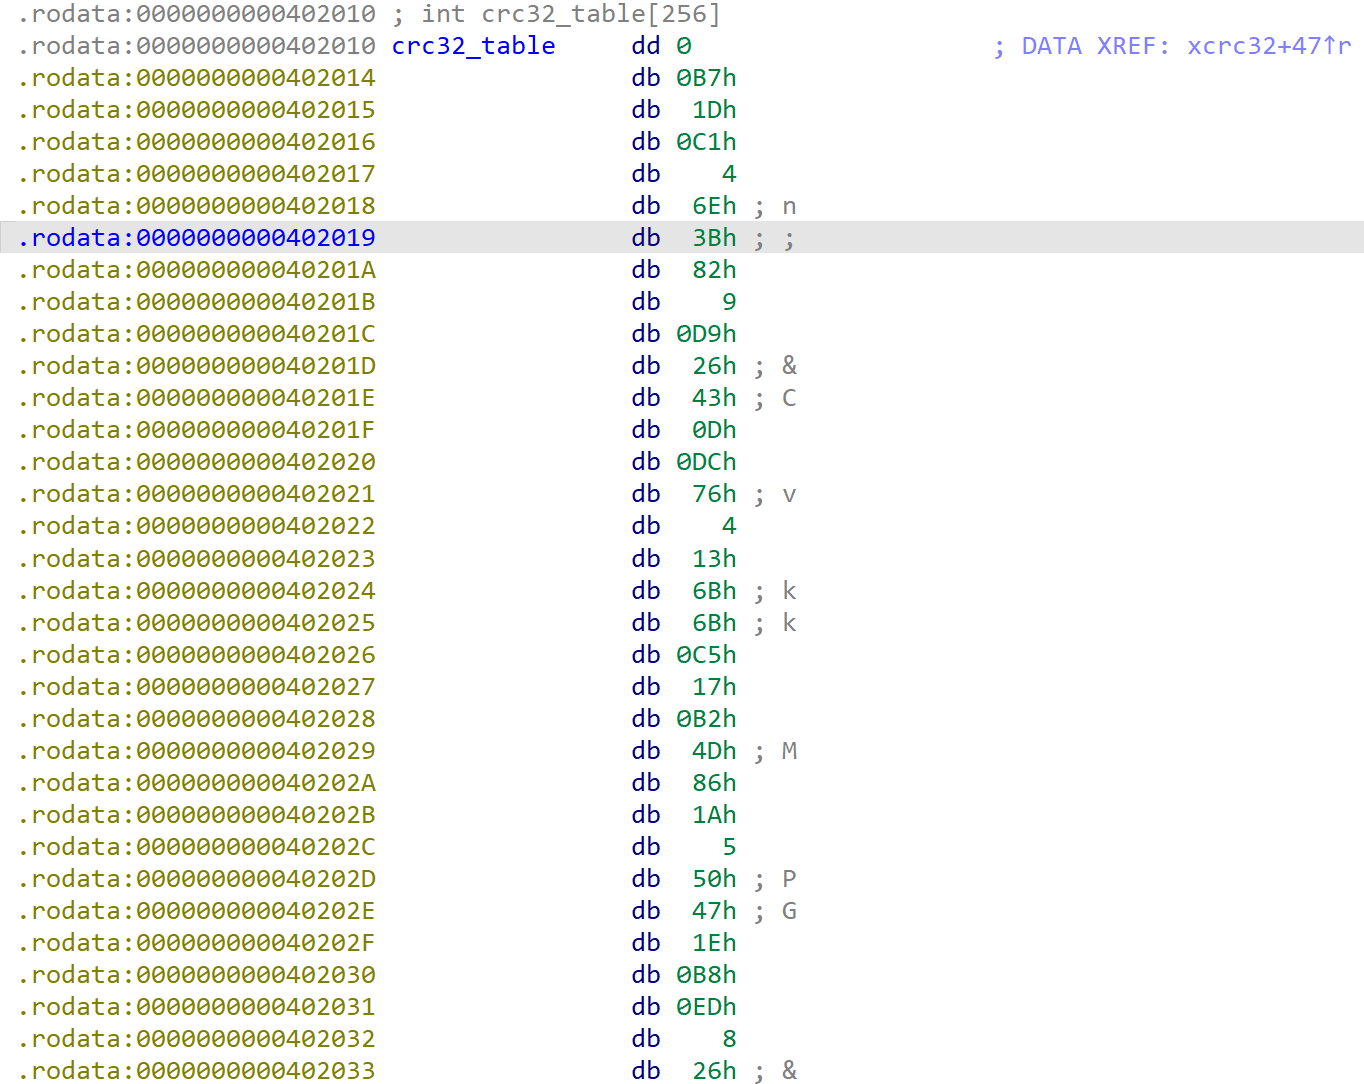 .rodata:0000000000402010 ; int crc32_table[256]
.rodata:0000000000402010 crc32_table     dd 0                    ; DATA XREF: xcrc32+47↑r
.rodata:0000000000402014                 db 0B7h
.rodata:0000000000402015                 db  1Dh
.rodata:0000000000402016                 db 0C1h
.rodata:0000000000402017                 db    4
.rodata:0000000000402018                 db  6Eh ; n
.rodata:0000000000402019                 db  3Bh ; ;
.rodata:000000000040201A                 db  82h
.rodata:000000000040201B                 db    9
.rodata:000000000040201C                 db 0D9h
.rodata:000000000040201D                 db  26h ; &
.rodata:000000000040201E                 db  43h ; C
.rodata:000000000040201F                 db  0Dh
.rodata:0000000000402020                 db 0DCh
.rodata:0000000000402021                 db  76h ; v
.rodata:0000000000402022                 db    4
.rodata:0000000000402023                 db  13h
.rodata:0000000000402024                 db  6Bh ; k
.rodata:0000000000402025                 db  6Bh ; k
.rodata:0000000000402026                 db 0C5h
.rodata:0000000000402027                 db  17h
.rodata:0000000000402028                 db 0B2h
.rodata:0000000000402029                 db  4Dh ; M
.rodata:000000000040202A                 db  86h
.rodata:000000000040202B                 db  1Ah
.rodata:000000000040202C                 db    5
.rodata:000000000040202D                 db  50h ; P
.rodata:000000000040202E                 db  47h ; G
.rodata:000000000040202F                 db  1Eh
.rodata:0000000000402030                 db 0B8h
.rodata:0000000000402031                 db 0EDh
.rodata:0000000000402032                 db    8
.rodata:0000000000402033                 db  26h ; &